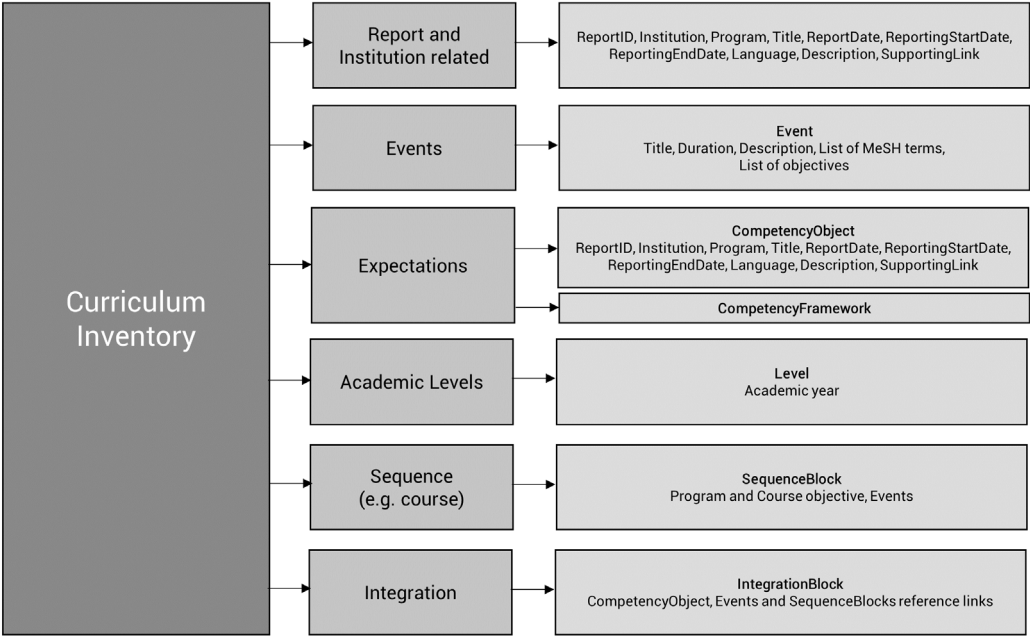 Curriculum
Inventory
Report and
Institution related
ReportID, Institution, Program, Title, ReportDate, ReportingStartDate,
ReportingEndDate, Language, Description, SupportingLink
Events
Event
Title, Duration, Description, List of MeSH terms,
List of objectives
Expectations
CompetencyObject
ReportID, Institution, Program, Title, ReportDate, ReportingStartDate,
ReportingEndDate, Language, Description, SupportingLink
CompetencyFramework
Academic Levels
Level
Academic year
Sequence
(e.g. course)
SequenceBlock
Program and Course objective, Events
Integration
IntegrationBlock
CompetencyObject, Events and SequenceBlocks reference links